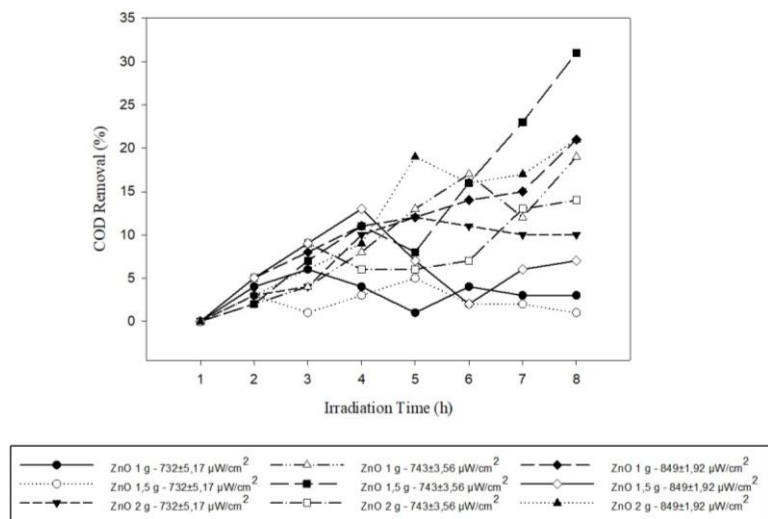 35
30
25
20
15
10
5
0
COD Removal (%)
1 2 3 4 5 6 7 8
Irradiation Time (h)
ZnO 1 g - 732±5,17 µW/cm² ZnO 1 g - 743±3,56 µW/cm² ZnO 1 g - 849±1,92 µW/cm²
ZnO 1,5 g - 732±5,17 µW/cm² ZnO 1,5 g - 743±3,56 µW/cm² ZnO 1,5 g - 849±1,92 µW/cm²
ZnO 2 g - 732±5,17 µW/cm² ZnO 2 g - 743±3,56 µW/cm² ZnO 2 g - 849±1,92 µW/cm²